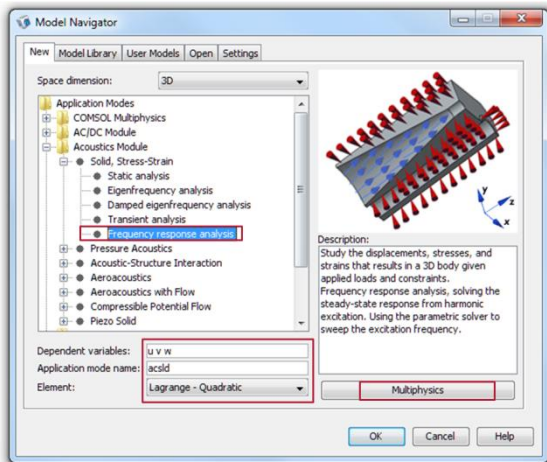 Model Navigator
New Model Library User Models Open Settings
Space dimension: 3D
Application Modes
COMSOL Multiphysics
AC/DC Module
Acoustics Module
Solid, Stress-Strain
Static analysis
Eigenfrequency analysis
Damped eigenfrequency analysis
Transient analysis
Frequency response analysis
Pressure Acoustics
Acoustic-Structure Interaction
Aeroacoustics
Aeroacoustics with Flow
Compressible Potential Flow
Piezo Solid
Dependent variables: u v w
Application mode name: acsld
Element: Lagrange - Quadratic
y
z
x
Description:
Study the displacements, stresses, and
strains that results in a 3D body given
applied loads and constraints.
Frequency response analysis, solving the
steady-state response from harmonic
excitation. Using the parametric solver to
sweep the excitation frequency.
Multiphysics
OK Cancel Help